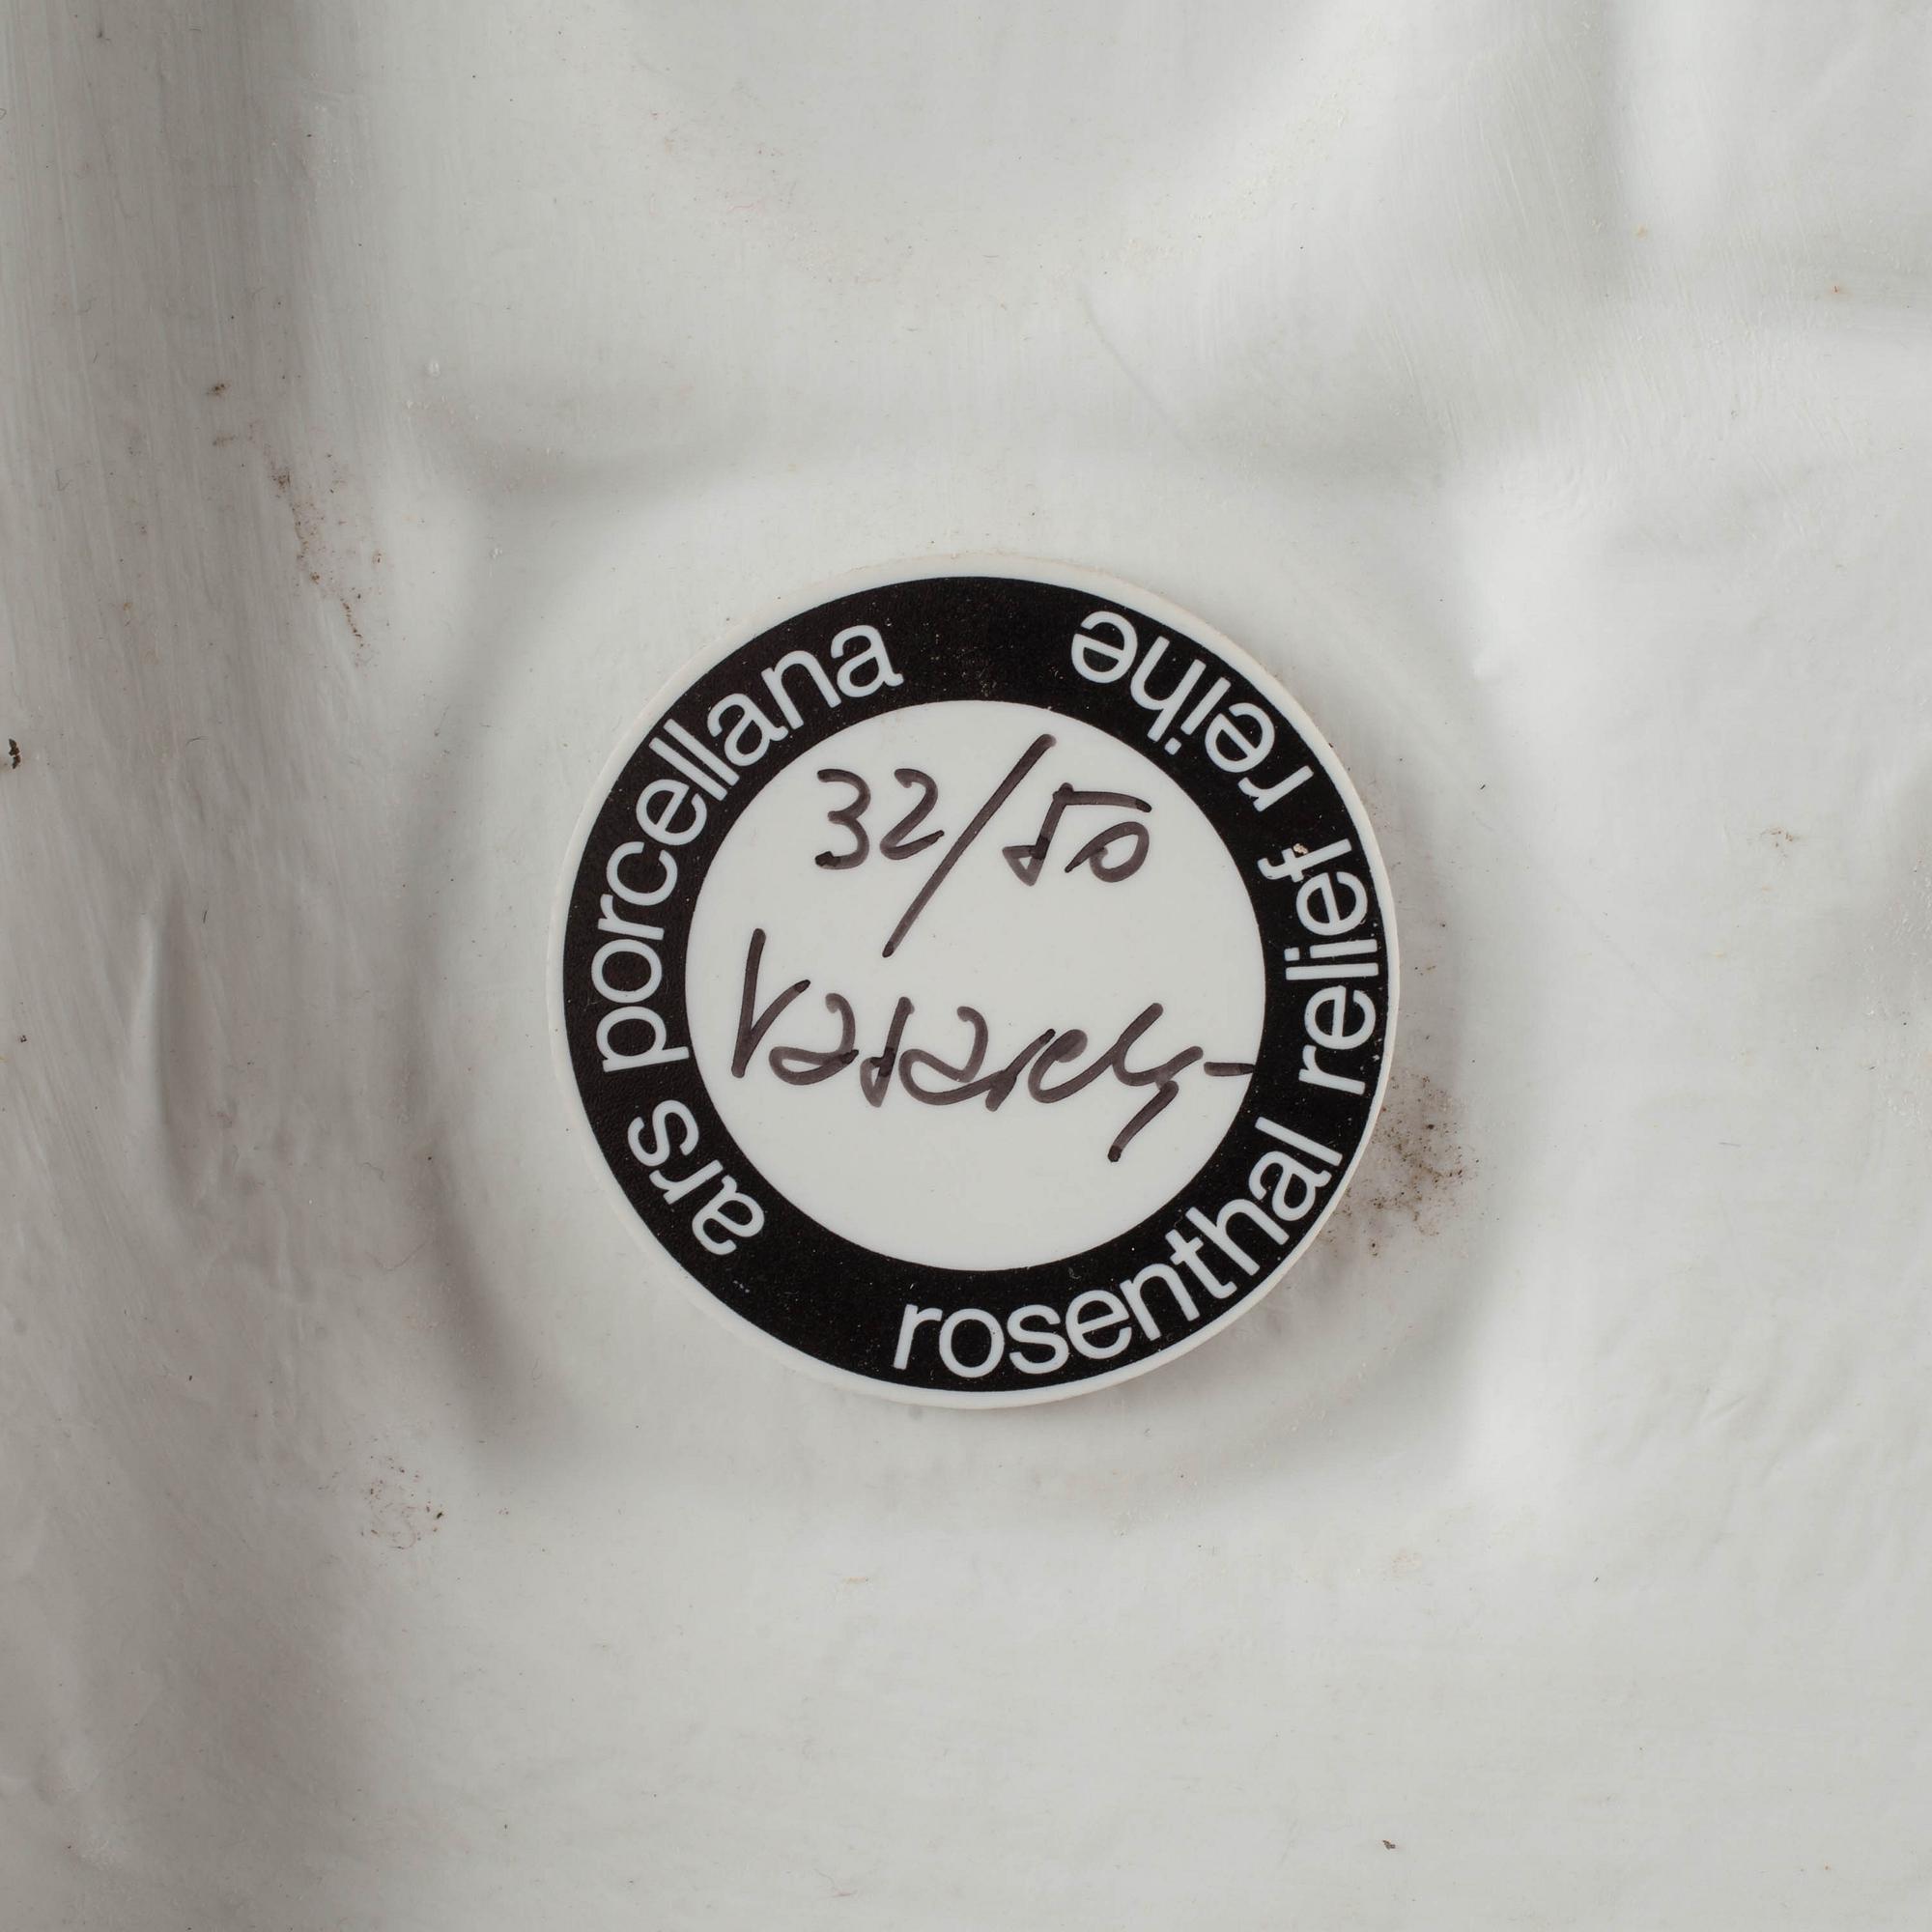 ars porcellana
rosenthal relief reihe
32/50
Vasarely